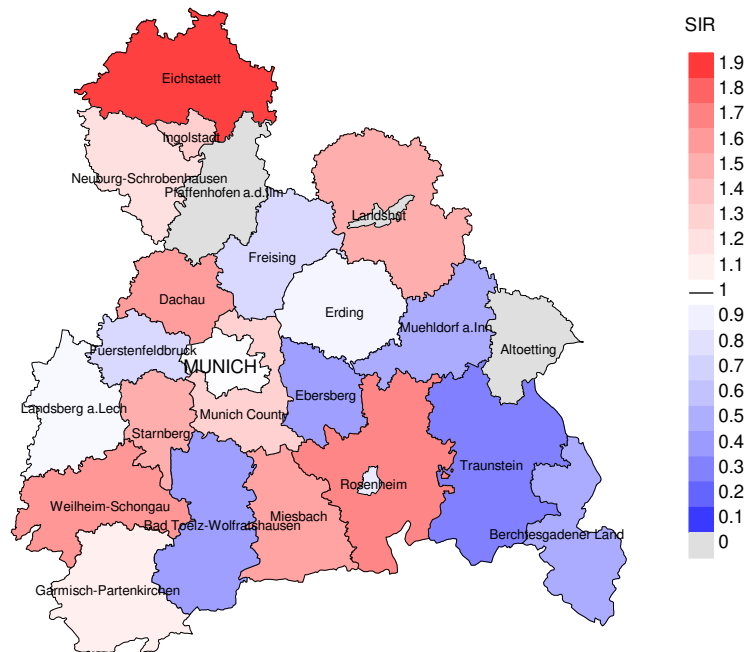 SIR
Eichstaett
Ingolstadt
Neuburg-Schrobenhausen
Pfaffenhofen a.d.Ilm
Landshut
Freising
Dachau
Erding
Muehldorf a.Inn
Altoetting
Fuerstenfeldbruck
MUNICH
Ebersberg
Landsberg a.Lech
Munich County
Starnberg
Traunstein
Rosenheim
Weilheim-Schongau
Miesbach
Bad Toelz-Wolfratshausen
Berchtesgadener Land
Garmisch-Partenkirchen
1.9
1.8
1.7
1.6
1.5
1.4
1.3
1.2
1.1
1
0.9
0.8
0.7
0.6
0.5
0.4
0.3
0.2
0.1
0